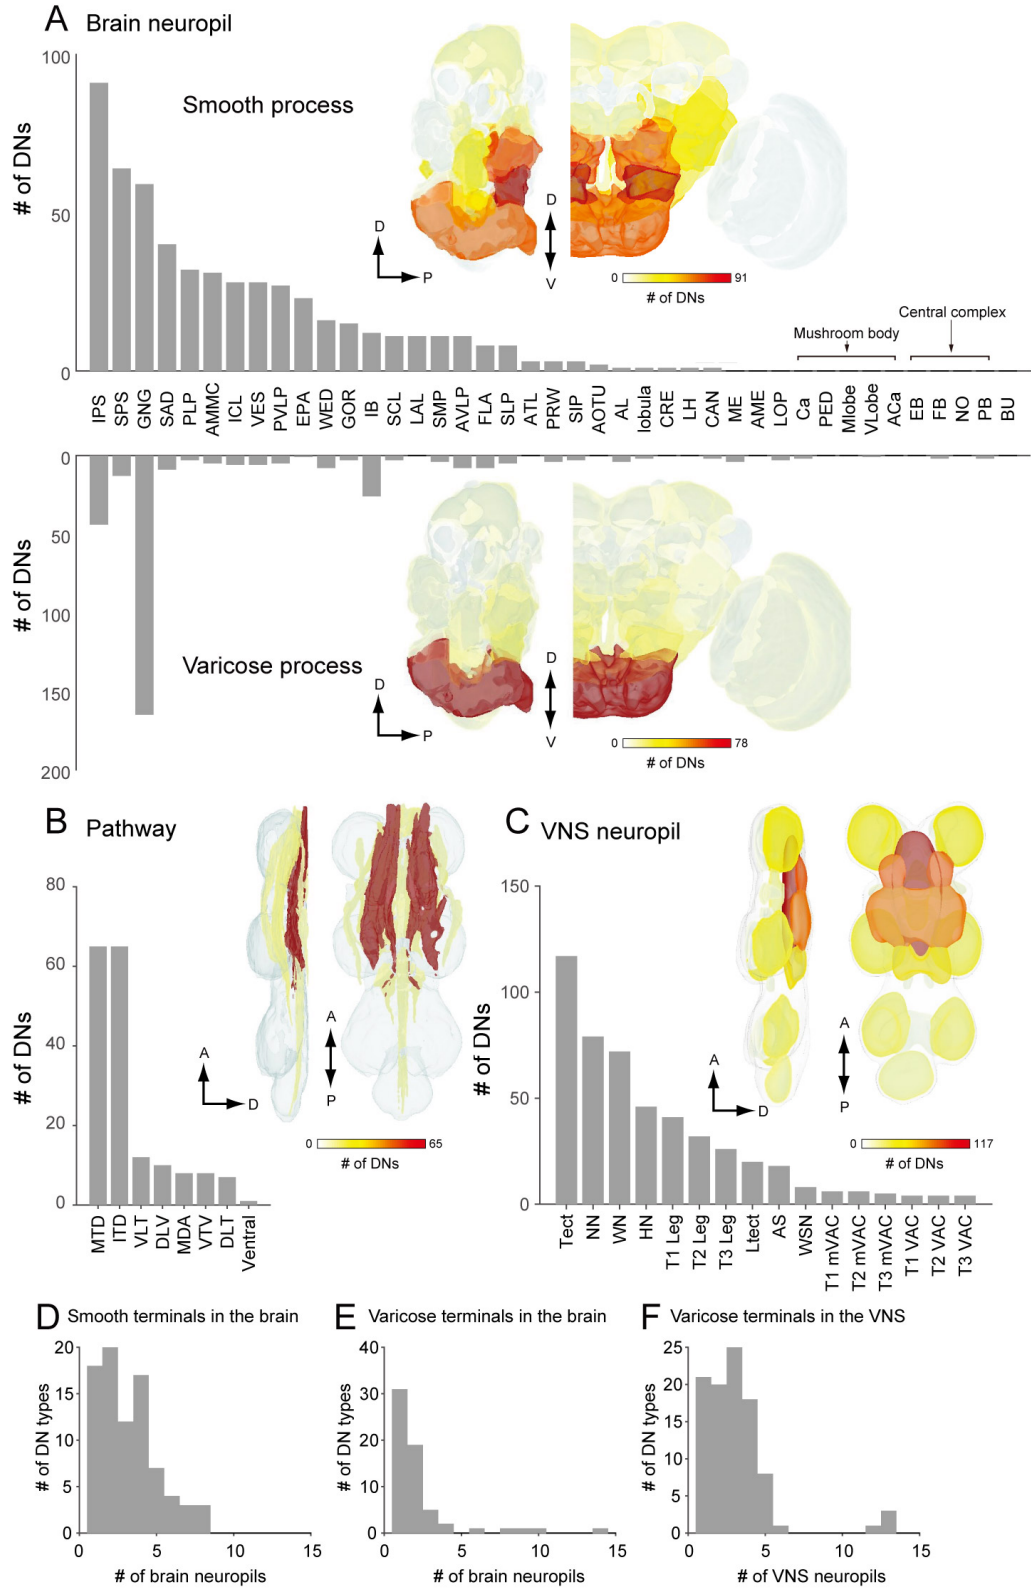 A Brain neuropil
100
50
0
# of DNs
Smooth process
D
P
D
V
0 91
# of DNs
Mushroom body
Central complex
IPS SPS GNG SAD PLP AMMC ICL VES PVLP EPA WED GOR IB SCL LAL SMP AVLP FLA SLP ATL PRW SIP AOTU AL lobula CRE LH CAN ME AME LOP Ca PED Mlobe VLobe ACa EB FB NO PB BU
0
50
100
150
200
# of DNs
Varicose process
D
P
D
V
0 78
# of DNs
B Pathway
80
60
40
20
0
# of DNs
A
D
A
P
0 65
# of DNs
MTD ITD VLT DLV MDA VTV DLT Ventral
C VNS neuropil
150
100
50
0
# of DNs
A
D
A
P
0 117
# of DNs
Tect NN WN HN T1 Leg T2 Leg T3 Leg Ltect AS WSN T1 mVAC T2 mVAC T3 mVAC T1 VAC T2 VAC T3 VAC
D Smooth terminals in the brain
20
15
10
5
0
# of DN types
0 5 10 15
# of brain neuropils
E Varicose terminals in the brain
40
30
20
10
0
# of DN types
0 5 10 15
# of brain neuropils
F Varicose terminals in the VNS
25
20
15
10
5
0
# of DN types
0 5 10 15
# of VNS neuropils